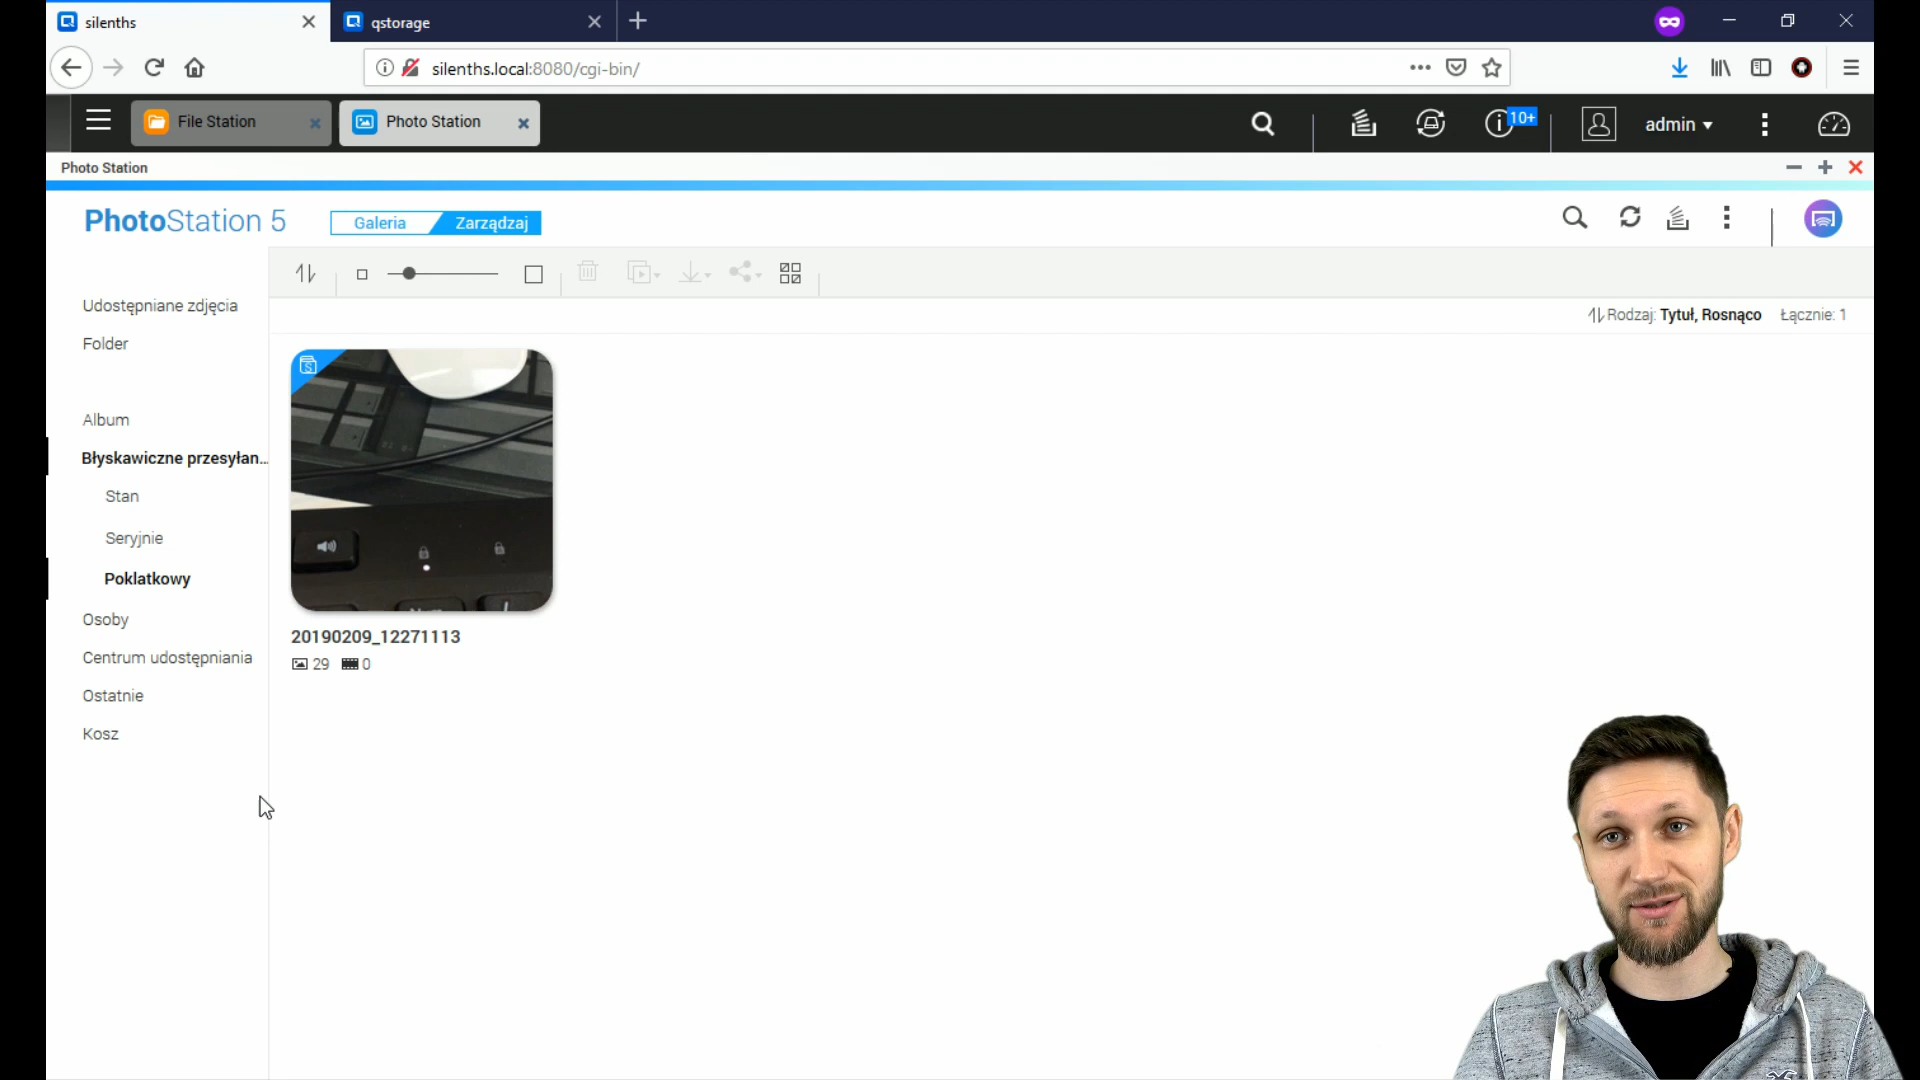 silenths
qstorage
silenths.local:8080/cgi-bin/
File Station
Photo Station
10+
admin
Photo Station
PhotoStation 5
Galeria
Zarządzaj
Rodzaj: Tytuł, Rosnąco
Łącznie: 1
Udostępniane zdjęcia
Folder
Album
Błyskawiczne przesyłan...
Stan
Seryjnie
Poklatkowy
Osoby
Centrum udostępniania
Ostatnie
Kosz
20190209_12271113
29
0